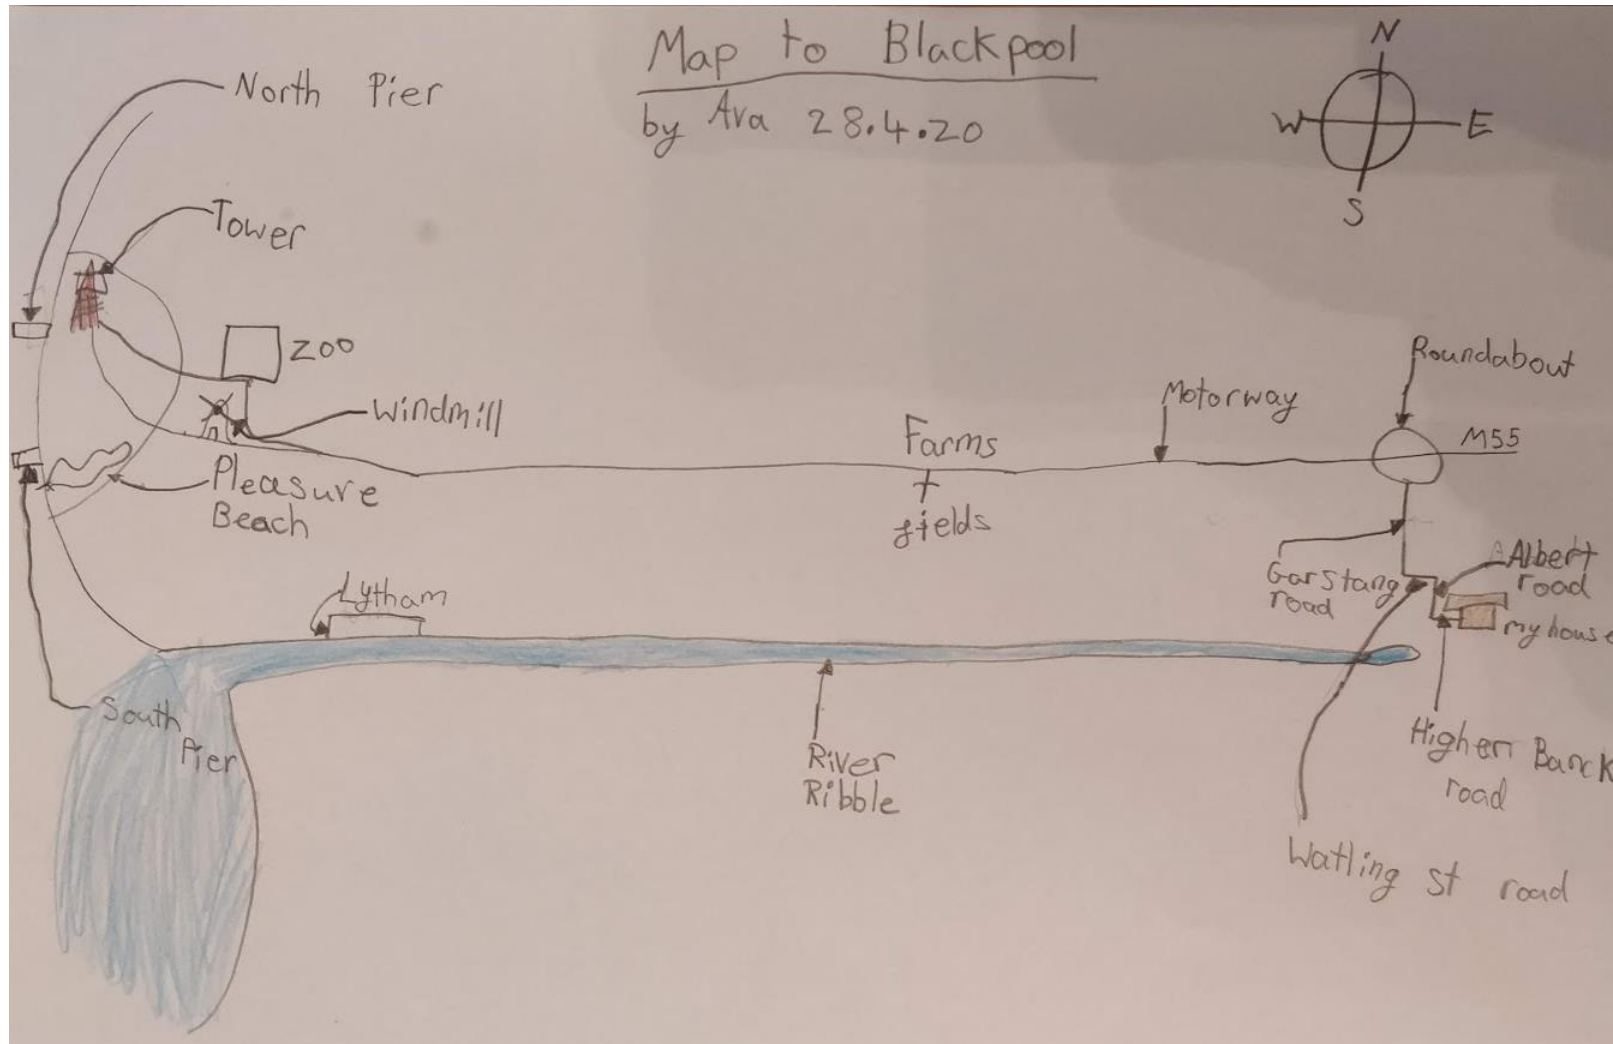 Map to Blackpool
by Ava 28.4.20
N
W
E
S
North Pier
Tower
Zoo
Windmill
Pleasure
Beach
Farms
+
fields
Motorway
Roundabout
M55
Garstang
road
Albert
road
my house
Lytham
South
Pier
River
Ribble
Higher Banck
road
Watling st road